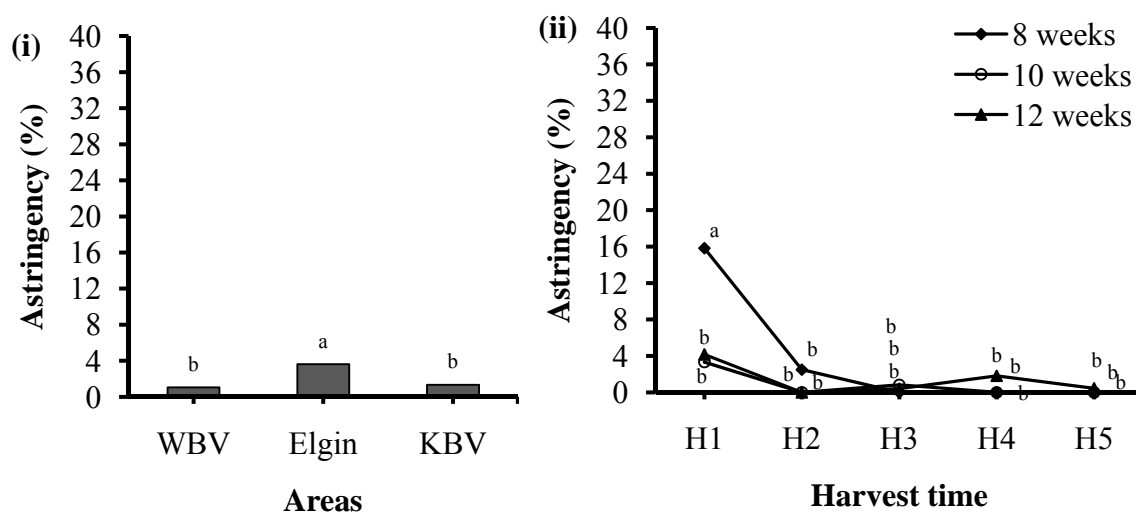 (i)
Astringency (%)
40
36
32
28
24
20
16
12
8
4
0
b
a
b
WBV Elgin KBV
Areas
(ii)
Astringency (%)
40
36
32
28
24
20
16
12
8
4
0
8 weeks
10 weeks
12 weeks
a
b
b
b
b
b
b
b
b
b
b
b
b
b
b
H1 H2 H3 H4 H5
Harvest time